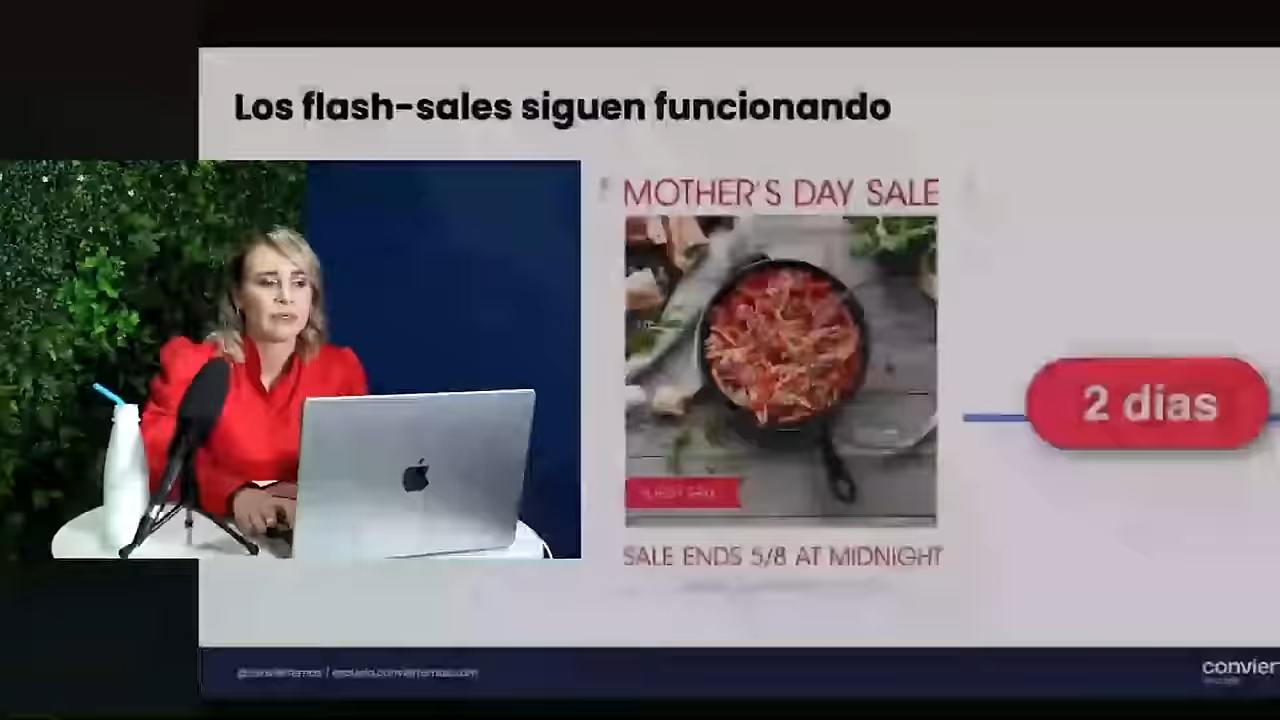 Los flash-sales siguen funcionando
MOTHER'S DAY SALE
2 días
SALE ENDS 5/8 AT MIDNIGHT
convier